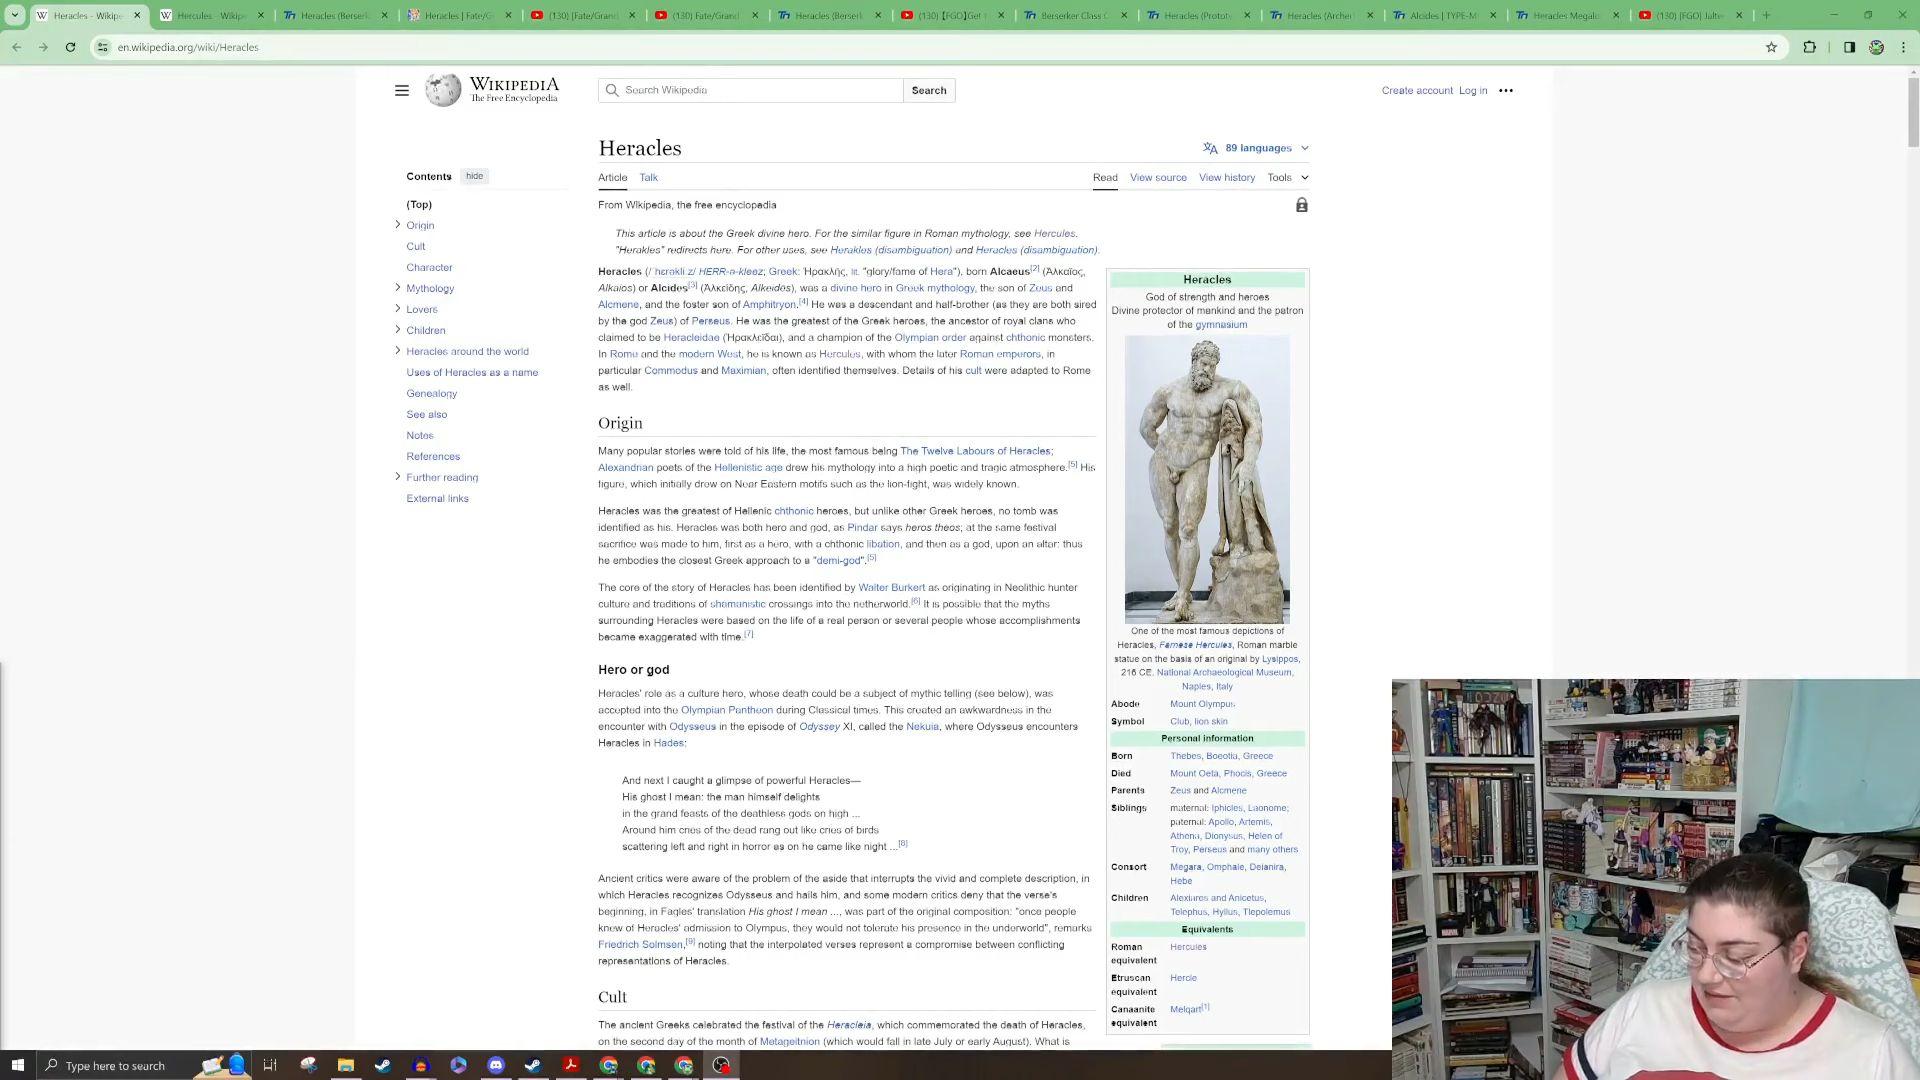 Heracles - Wikipe
Hercules - Wikipe
Heracles (Berserk
Heracles | Fate/G
(130) [Fate/Grand
(130) Fate/Grand
Heracles (Berserk
(130) 【FGO】Get
Berserker Class C
Heracles (Prototy
Heracles (Archer
Alcides | TYPE-M
Heracles Megalo
(130) [FGO] Jalter
en.wikipedia.org/wiki/Heracles
WIKIPEDIA
The Free Encyclopedia
Search Wikipedia
Search
Create account Log in
Heracles
89 languages
Contents hide
Article Talk
Read View source View history Tools
(Top)
Origin
Cult
Character
Mythology
Lovers
Children
Heracles around the world
Uses of Heracles as a name
Genealogy
See also
Notes
References
Further reading
External links
From Wikipedia, the free encyclopedia
This article is about the Greek divine hero. For the similar figure in Roman mythology, see Hercules.
"Herakles" redirects here. For other uses, see Herakles (disambiguation) and Heracles (disambiguation).
Heracles (/ˈhɛrəkliːz/ HERR-ə-kleez; Greek: Ἡρακλῆς, lit. "glory/fame of Hera"), born Alcaeus[2] (Ἀλκαῖος,
Alkaios) or Alcides[3] (Ἀλκείδης, Alkeidēs), was a divine hero in Greek mythology, the son of Zeus and
Alcmene, and the foster son of Amphitryon.[4] He was a descendant and half-brother (as they are both sired
by the god Zeus) of Perseus. He was the greatest of the Greek heroes, the ancestor of royal clans who
claimed to be Heracleidae (Ἡρακλεῖδαι), and a champion of the Olympian order against chthonic monsters.
In Rome and the modern West, he is known as Hercules, with whom the later Roman emperors, in
particular Commodus and Maximian, often identified themselves. Details of his cult were adapted to Rome
as well.
Origin
Many popular stories were told of his life, the most famous being The Twelve Labours of Heracles;
Alexandrian poets of the Hellenistic age drew his mythology into a high poetic and tragic atmosphere.[5] His
figure, which initially drew on Near Eastern motifs such as the lion-fight, was widely known.
Heracles was the greatest of Hellenic chthonic heroes, but unlike other Greek heroes, no tomb was
identified as his. Heracles was both hero and god, as Pindar says heros theos; at the same festival
sacrifice was made to him, first as a hero, with a chthonic libation, and then as a god, upon an altar: thus
he embodies the closest Greek approach to a "demi-god".[5]
The core of the story of Heracles has been identified by Walter Burkert as originating in Neolithic hunter
culture and traditions of shamanistic crossings into the netherworld.[6] It is possible that the myths
surrounding Heracles were based on the life of a real person or several people whose accomplishments
became exaggerated with time.[7]
Hero or god
Heracles' role as a culture hero, whose death could be a subject of mythic telling (see below), was
accepted into the Olympian Pantheon during Classical times. This created an awkwardness in the
encounter with Odysseus in the episode of Odyssey XI, called the Nekuia, where Odysseus encounters
Heracles in Hades:
And next I caught a glimpse of powerful Heracles—
His ghost I mean: the man himself delights
in the grand feasts of the deathless gods on high ...
Around him cries of the dead rang out like cries of birds
scattering left and right in horror as on he came like night ...[8]
Ancient critics were aware of the problem of the aside that interrupts the vivid and complete description, in
which Heracles recognizes Odysseus and hails him, and some modern critics deny that the verse's
beginning, in Fagles' translation His ghost I mean ..., was part of the original composition: "once people
knew of Heracles' admission to Olympus, they would not tolerate his presence in the underworld", remarks
Friedrich Solmsen,[9] noting that the interpolated verses represent a compromise between conflicting
representations of Heracles.
Cult
The ancient Greeks celebrated the festival of the Heracleia, which commemorated the death of Heracles,
on the second day of the month of Metageitnion (which would fall in late July or early August). What is
Heracles
God of strength and heroes
Divine protector of mankind and the patron
of the gymnasium
One of the most famous depictions of
Heracles, Farnese Hercules, Roman marble
statue on the basis of an original by Lysippos,
216 CE. National Archaeological Museum,
Naples, Italy
Abode Mount Olympus
Symbol Club, lion skin
Personal information
Born Thebes, Boeotia, Greece
Died Mount Oeta, Phocis, Greece
Parents Zeus and Alcmene
Siblings maternal: Iphicles, Laonome;
paternal: Apollo, Artemis,
Athena, Dionysus, Helen of
Troy, Perseus and many others
Consort Megara, Omphale, Deianira,
Hebe
Children Alexiares and Anicetus,
Telephus, Hyllus, Tlepolemus
Equivalents
Roman Hercules
equivalent
Etruscan Hercle
equivalent
Canaanite Melqart[1]
equivalent
Type here to search